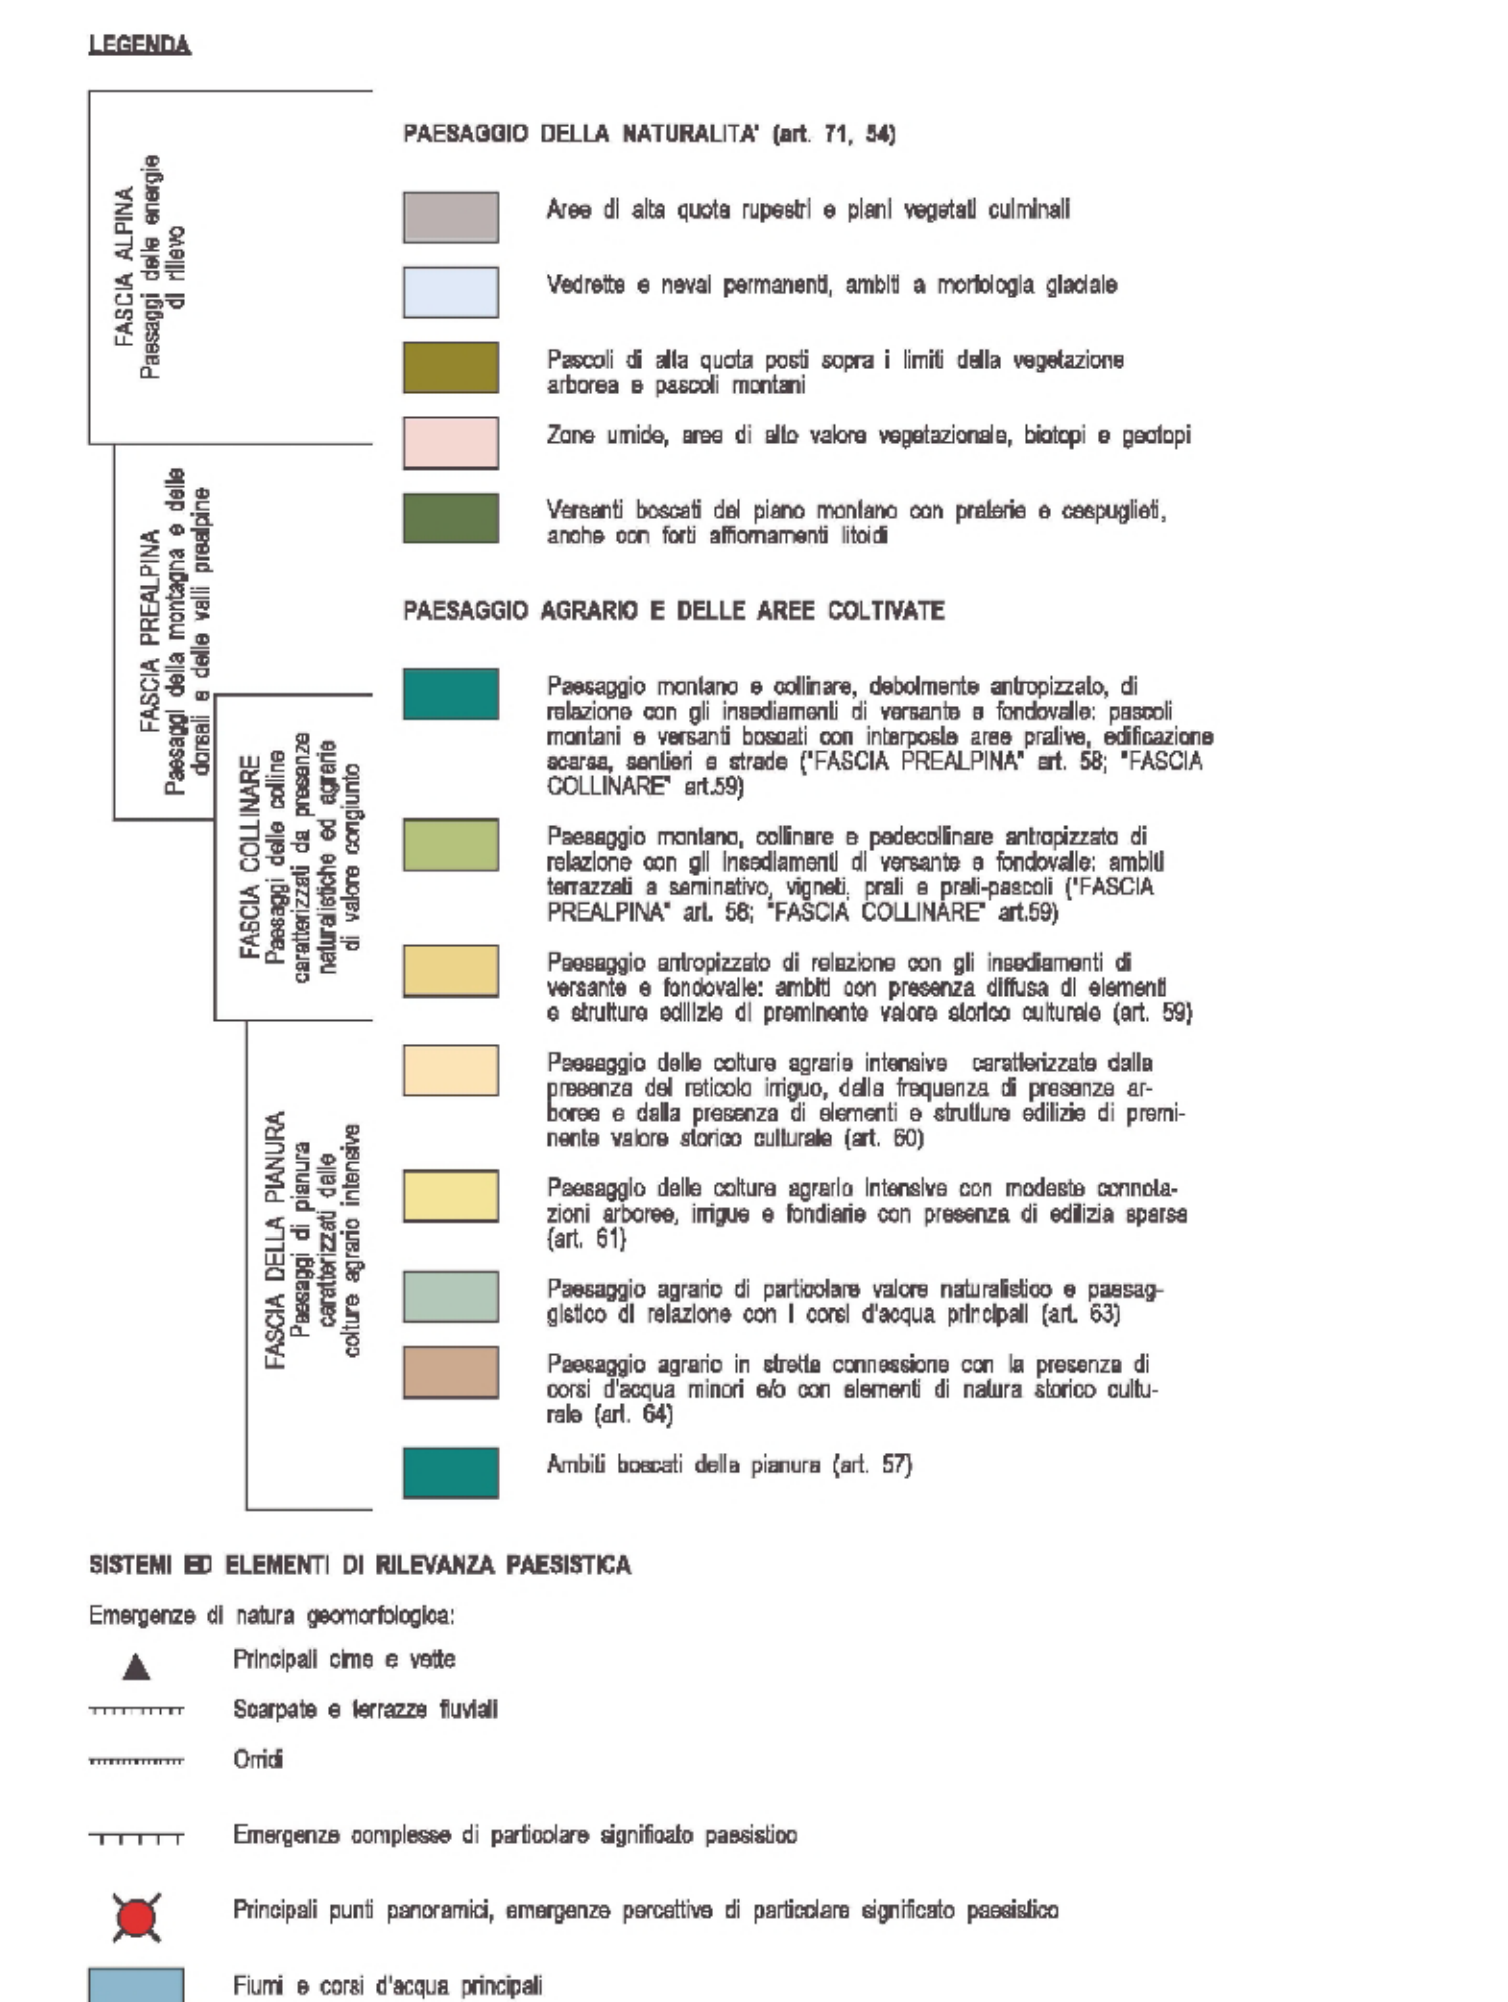 LEGENDA
FASCIA ALPINA
Paesaggi delle energie
di rilievo
PAESAGGIO DELLA NATURALITA' (art. 71, 54)
Aree di alta quota rupestri e piani vegetati culminali
Vedrette e nevai permanenti, ambiti a morfologia glaciale
Pascoli di alta quota posti sopra i limiti della vegetazione
arborea e pascoli montani
Zone umide, aree di alto valore vegetazionale, biotopi e geotopi
Versanti boscati del piano montano con praterie e cespuglieti,
anche con forti affiornamenti litoidi
FASCIA PREALPINA
Paesaggi della montagna e delle
dorsali e delle valli prealpine
PAESAGGIO AGRARIO E DELLE AREE COLTIVATE
Paesaggio montano e collinare, debolmente antropizzato, di
relazione con gli insediamenti di versante e fondovalle: pascoli
montani e versanti boscati con interposte aree prative, edificazione
scarsa, sentieri e strade ("FASCIA PREALPINA" art. 58; "FASCIA
COLLINARE" art.59)
Paesaggio montano, collinare e pedecollinare antropizzato di
relazione con gli insediamenti di versante e fondovalle: ambiti
terrazzati a seminativo, vigneti, prati e prati-pascoli ("FASCIA
PREALPINA" art. 58; "FASCIA COLLINARE" art.59)
Paesaggio antropizzato di relazione con gli insediamenti di
versante e fondovalle: ambiti con presenza diffusa di elementi
e strutture edilizie di preminente valore storico culturale (art. 59)
FASCIA COLLINARE
Paesaggi delle colline
caratterizzati da presenze
naturalistiche ed agrarie
di valore congiunto
Paesaggio delle colture agrarie intensive caratterizzate dalla
presenza del reticolo irriguo, dalla frequenza di presenze ar-
boree e dalla presenza di elementi e strutture edilizie di premi-
nente valore storico culturale (art. 60)
Paesaggio delle colture agrario intensive con modeste connota-
zioni arboree, irrigue e fondiarie con presenza di edilizia sparsa
(art. 61)
Paesaggio agrario di particolare valore naturalistico e paesag-
gistico di relazione con i corsi d'acqua principali (art. 63)
Paesaggio agrario in stretta connessione con la presenza di
corsi d'acqua minori e/o con elementi di natura storico cultu-
rale (art. 64)
Ambiti boscati della pianura (art. 57)
FASCIA DELLA PIANURA
Paesaggi di pianura
caratterizzati dalle
colture agrario intensive
SISTEMI ED ELEMENTI DI RILEVANZA PAESISTICA
Emergenze di natura geomorfologica:
Principali cime e vette
Scarpate e terrazze fluviali
Orridi
Emergenze complesse di particolare significato paesistico
Principali punti panoramici, emergenze percettive di particolare significato paesistico
Fiumi e corsi d'acqua principali